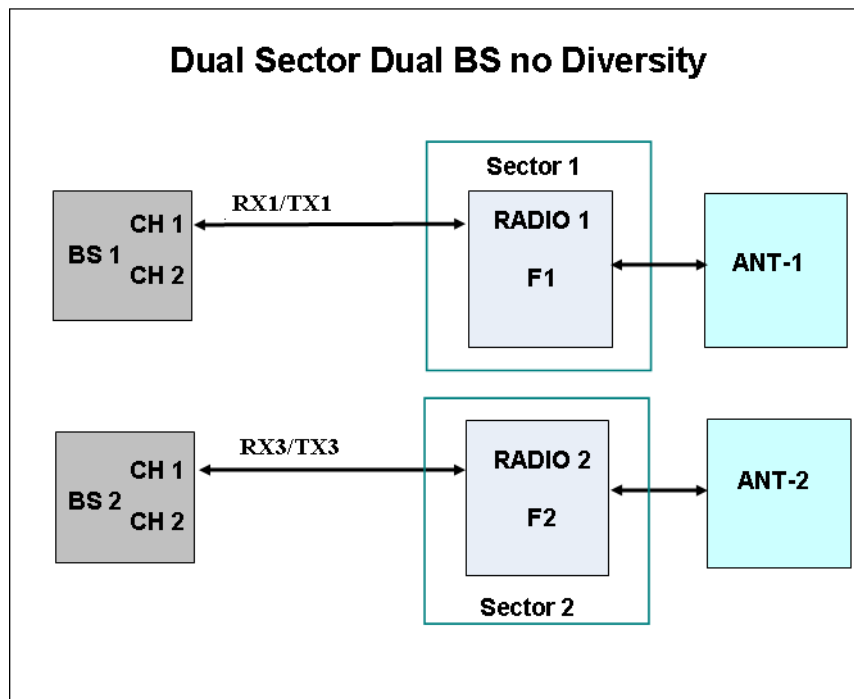 Dual Sector Dual BS no Diversity
Sector 1
RX1/TX1
CH 1
BS 1
CH 2
RADIO 1
F1
ANT-1
RX3/TX3
CH 1
BS 2
CH 2
RADIO 2
F2
ANT-2
Sector 2